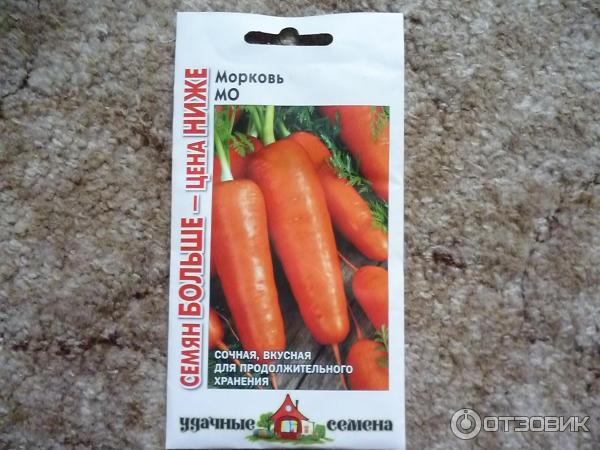 Морковь
МО
СЕМЯН БОЛЬШЕ — ЦЕНА НИЖЕ
СОЧНАЯ, ВКУСНАЯ
ДЛЯ ПРОДОЛЖИТЕЛЬНОГО
ХРАНЕНИЯ
удачные семена
ОТЗОВИК